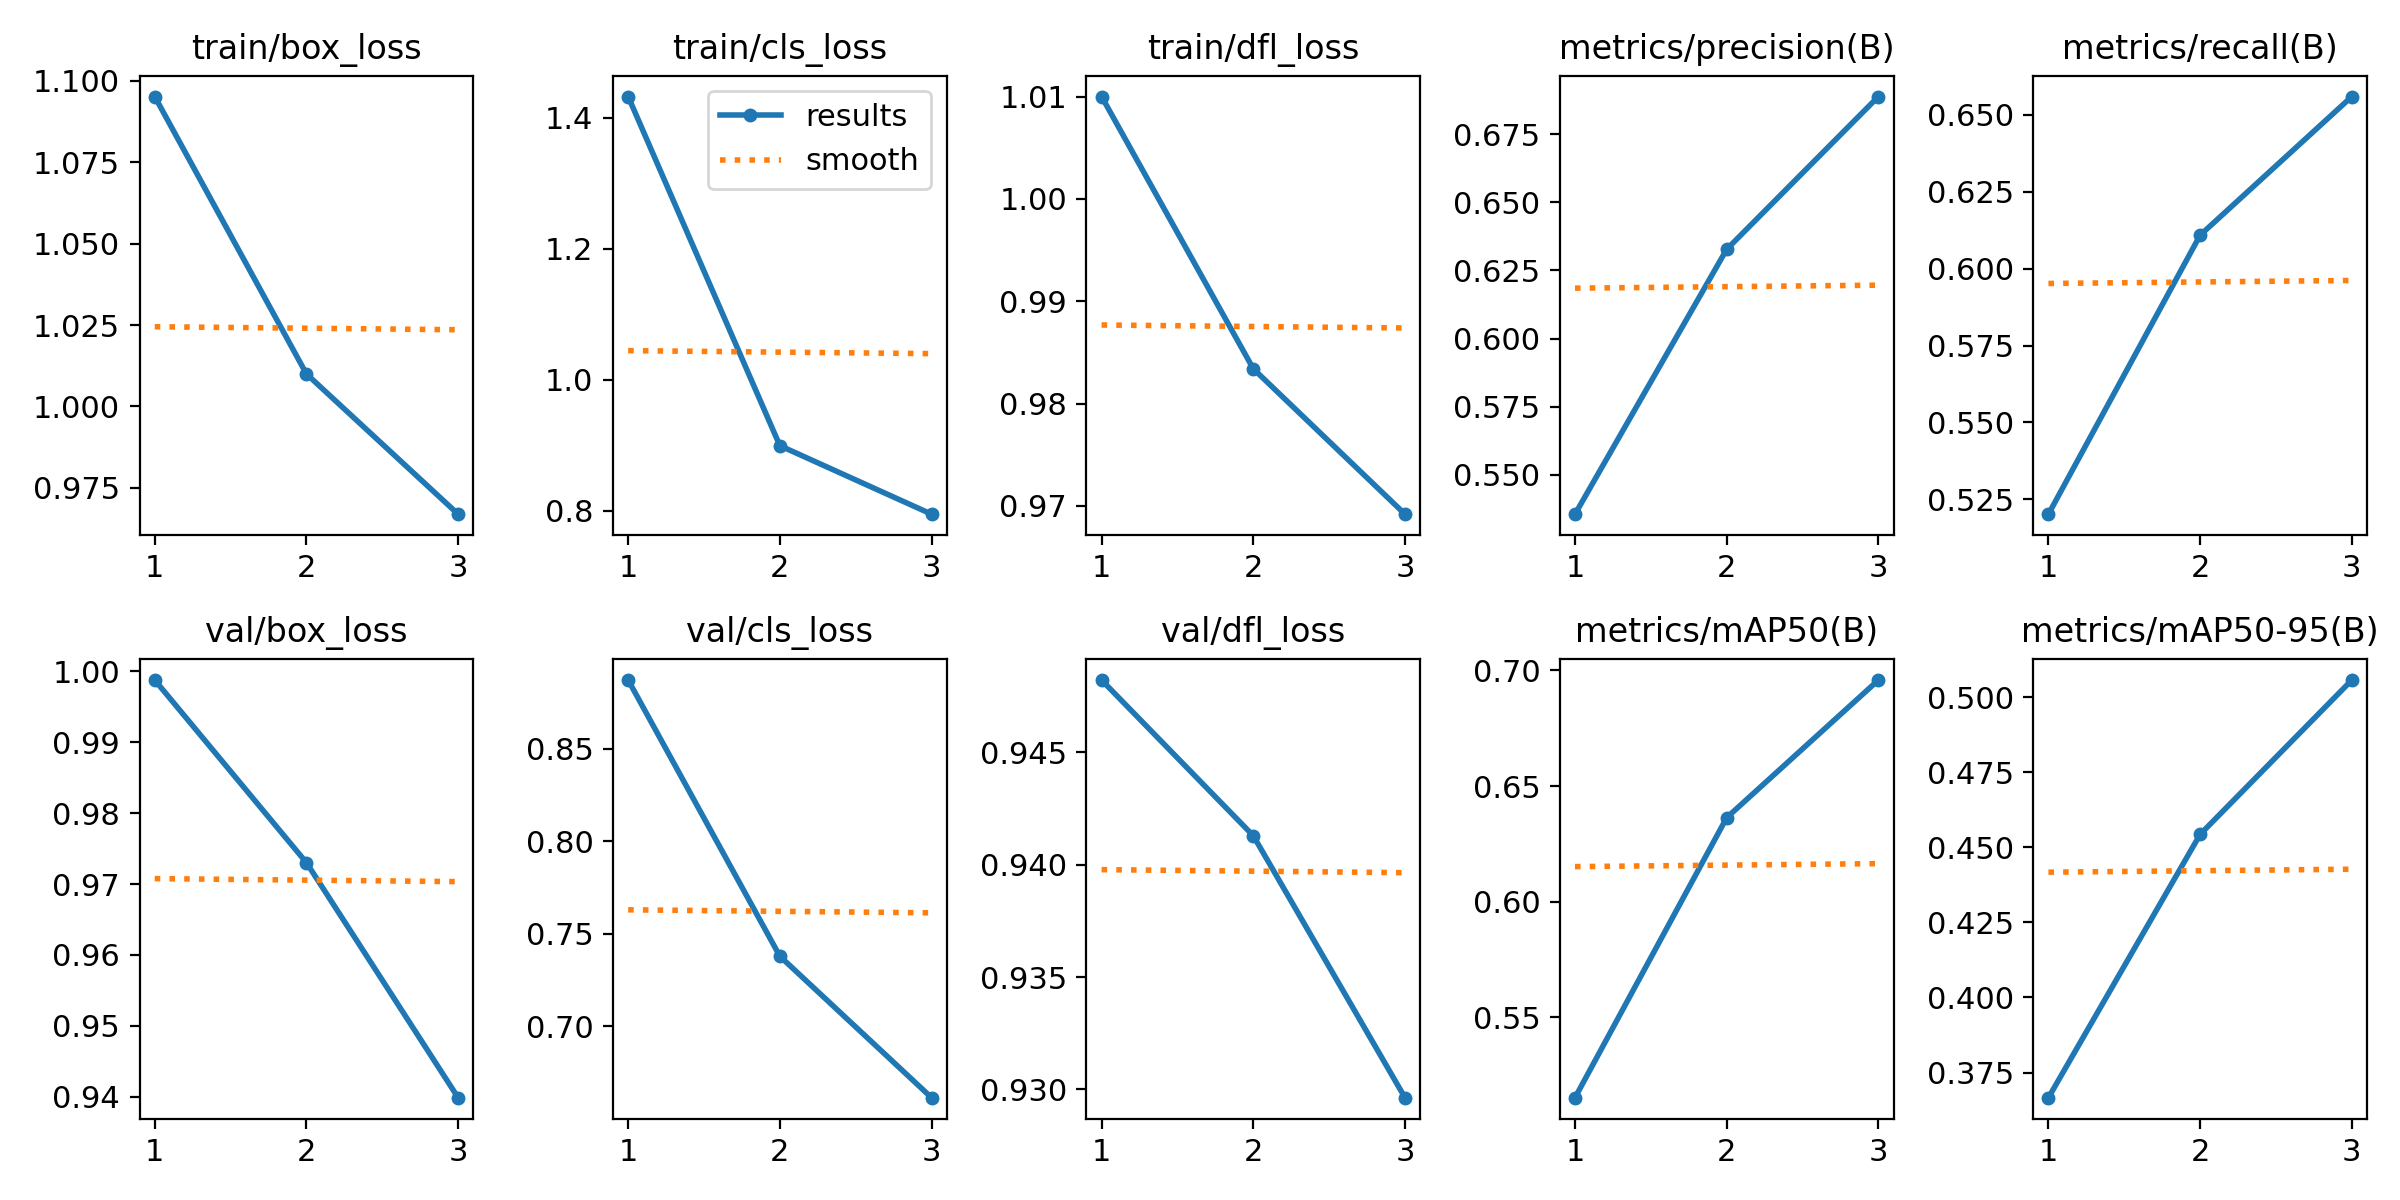 train/box_loss
1.100
1.075
1.050
1.025
1.000
0.975
1 2 3
train/cls_loss
results
smooth
1.4
1.2
1.0
0.8
1 2 3
train/dfl_loss
1.01
1.00
0.99
0.98
0.97
1 2 3
metrics/precision(B)
0.675
0.650
0.625
0.600
0.575
0.550
1 2 3
metrics/recall(B)
0.650
0.625
0.600
0.575
0.550
0.525
1 2 3
val/box_loss
1.00
0.99
0.98
0.97
0.96
0.95
0.94
1 2 3
val/cls_loss
0.85
0.80
0.75
0.70
1 2 3
val/dfl_loss
0.945
0.940
0.935
0.930
1 2 3
metrics/mAP50(B)
0.70
0.65
0.60
0.55
1 2 3
metrics/mAP50-95(B)
0.500
0.475
0.450
0.425
0.400
0.375
1 2 3